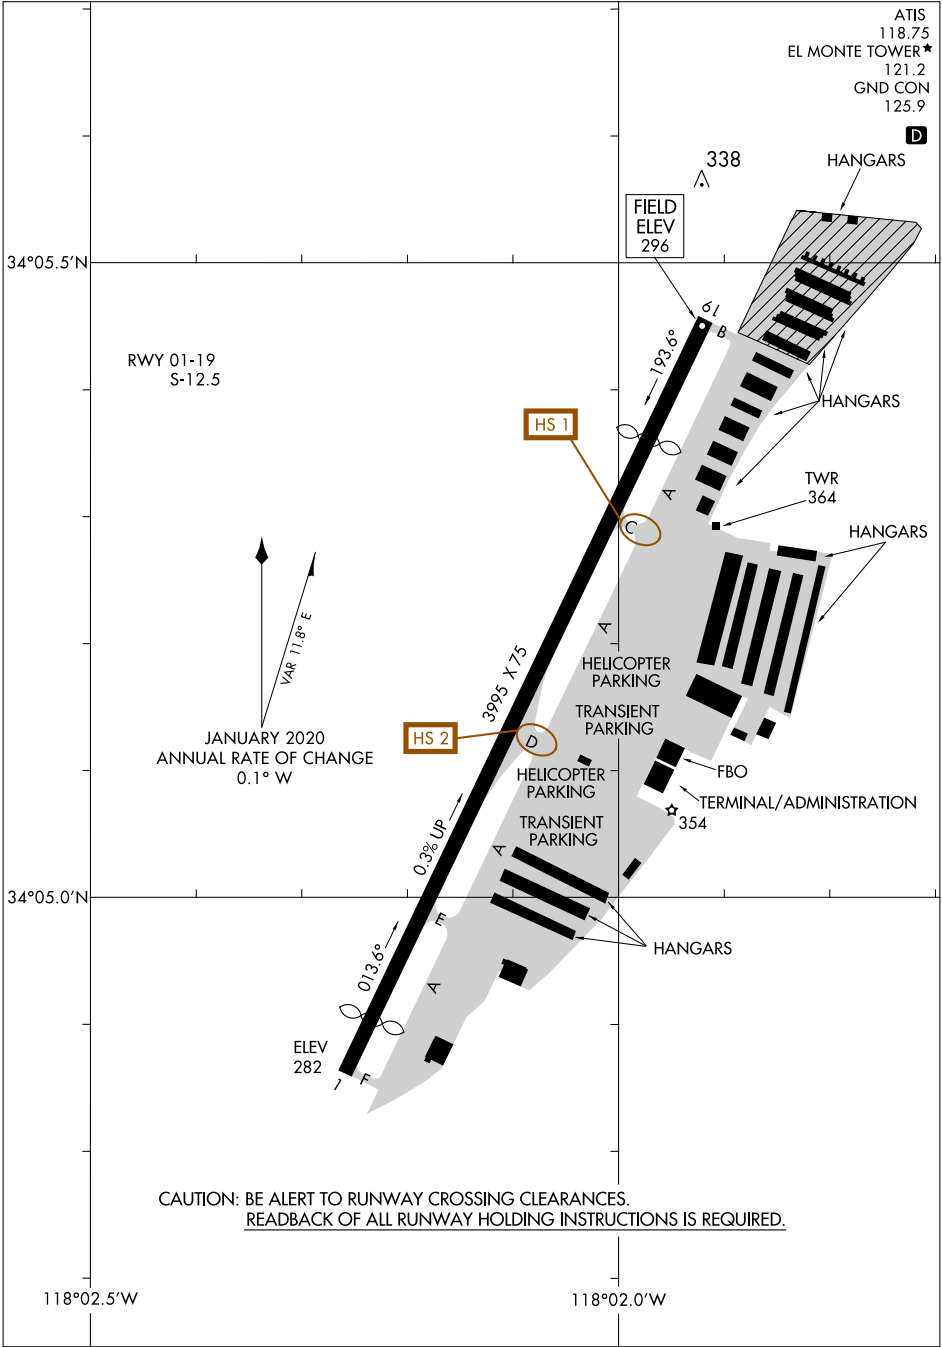 ATIS
118.75
EL MONTE TOWER★
121.2
GND CON
125.9
D
HANGARS
338
FIELD
ELEV
296
34°05.5'N
19
B
193.6°
RWY 01-19
S-12.5
HS 1
HANGARS
A
TWR
364
C
HANGARS
VAR 11.8° E
A
3995 X 75
HELICOPTER
PARKING
TRANSIENT
PARKING
HS 2
D
JANUARY 2020
ANNUAL RATE OF CHANGE
0.1° W
FBO
HELICOPTER
PARKING
TERMINAL/ADMINISTRATION
354
TRANSIENT
PARKING
0.3% UP
A
34°05.0'N
E
HANGARS
013.6°
A
ELEV
282
1
F
CAUTION: BE ALERT TO RUNWAY CROSSING CLEARANCES.
READBACK OF ALL RUNWAY HOLDING INSTRUCTIONS IS REQUIRED.
118°02.5'W
118°02.0'W